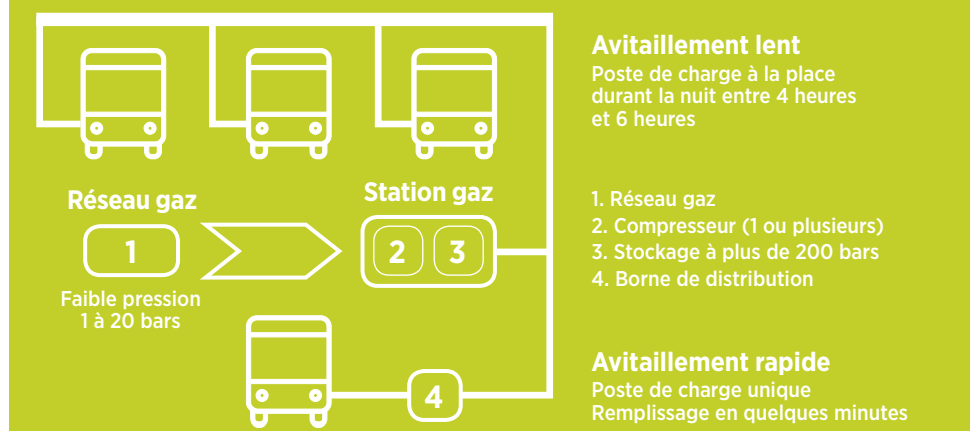 Avitaillement lent
Poste de charge à la place
durant la nuit entre 4 heures
et 6 heures
Réseau gaz
1
Faible pression
1 à 20 bars
Station gaz
2 3
1. Réseau gaz
2. Compresseur (1 ou plusieurs)
3. Stockage à plus de 200 bars
4. Borne de distribution
4
Avitaillement rapide
Poste de charge unique
Remplissage en quelques minutes